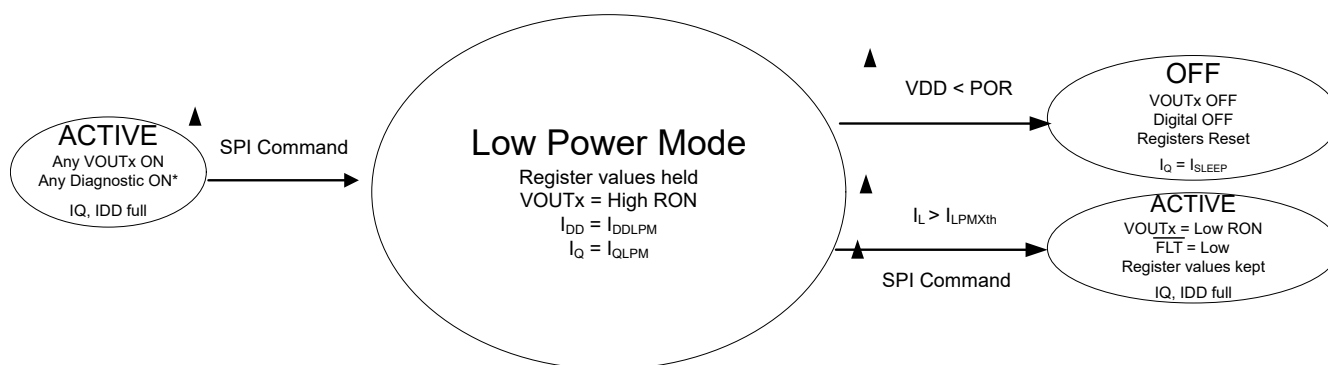 ACTIVE
Any VOUTx ON
Any Diagnostic ON*
IQ, IDD full
SPI Command
Low Power Mode
Register values held
VOUTx = High RON
IDD = IDDLPM
IQ = IQLPM
VDD < POR
OFF
VOUTx OFF
Digital OFF
Registers Reset
IQ = ISLEEP
IL > ILPMXth
SPI Command
ACTIVE
VOUTx = Low RON
FLT = Low
Register values kept
IQ, IDD full